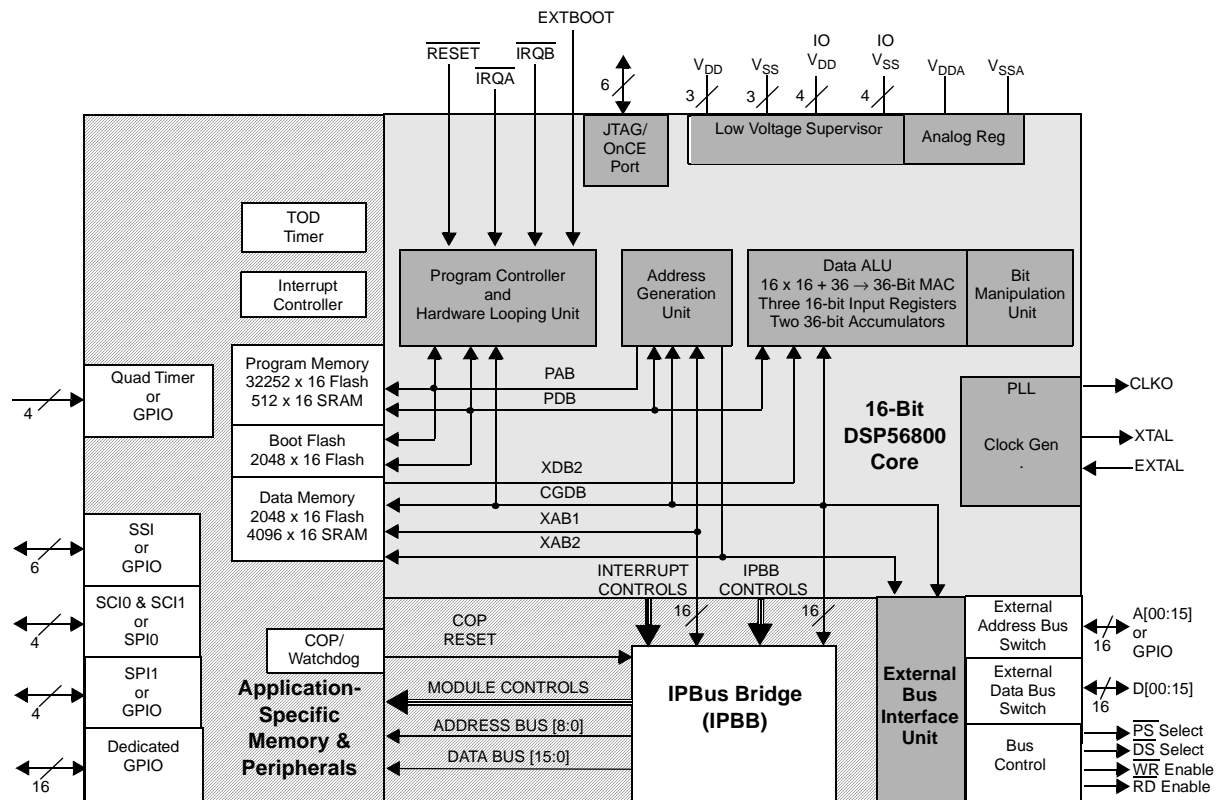 EXTBOOT
RESET
IRQA
IRQB
6
VDD
3
VSS
3
IO
VDD
4
IO
VSS
4
VDDA
VSSA
JTAG/
OnCE
Port
Low Voltage Supervisor
Analog Reg
TOD
Timer
Interrupt
Controller
Program Controller
and
Hardware Looping Unit
Address
Generation
Unit
Data ALU
16 x 16 + 36 → 36-Bit MAC
Three 16-bit Input Registers
Two 36-bit Accumulators
Bit
Manipulation
Unit
Quad Timer
or
GPIO
4
Program Memory
32252 x 16 Flash
512 x 16 SRAM
Boot Flash
2048 x 16 Flash
Data Memory
2048 x 16 Flash
4096 x 16 SRAM
PAB
PDB
XDB2
CGDB
XAB1
XAB2
16-Bit
DSP56800
Core
PLL
Clock Gen
.
CLKO
XTAL
EXTAL
SSI
or
GPIO
6
SCI0 & SCI1
or
SPI0
4
SPI1
or
GPIO
4
Dedicated
GPIO
16
INTERRUPT
CONTROLS
16
IPBB
CONTROLS
16
COP/
Watchdog
COP
RESET
MODULE CONTROLS
ADDRESS BUS [8:0]
DATA BUS [15:0]
Application-
Specific
Memory &
Peripherals
IPBus Bridge
(IPBB)
External
Bus
Interface
Unit
External
Address Bus
Switch
External
Data Bus
Switch
Bus
Control
16
A[00:15]
or
GPIO
16
D[00:15]
PS Select
DS Select
WR Enable
RD Enable